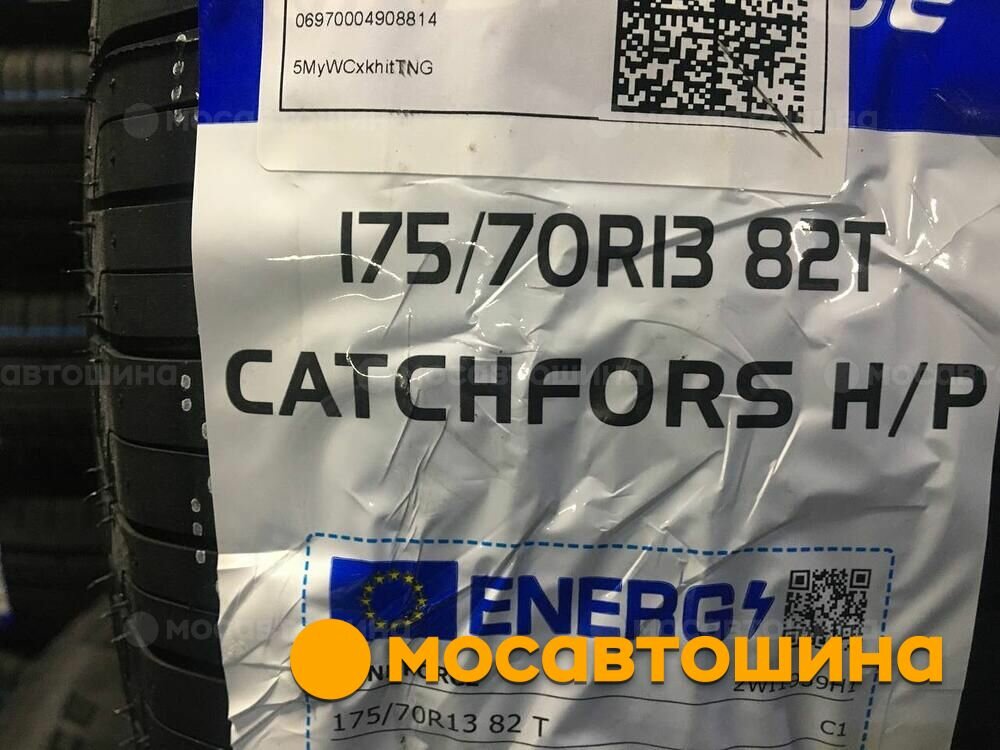 06970004908814
5MyWCxkhitTNG
175/70R13 82T
CATCHFORS H/P
ENERG
мосавтошина
175/70R13 82 T
C1